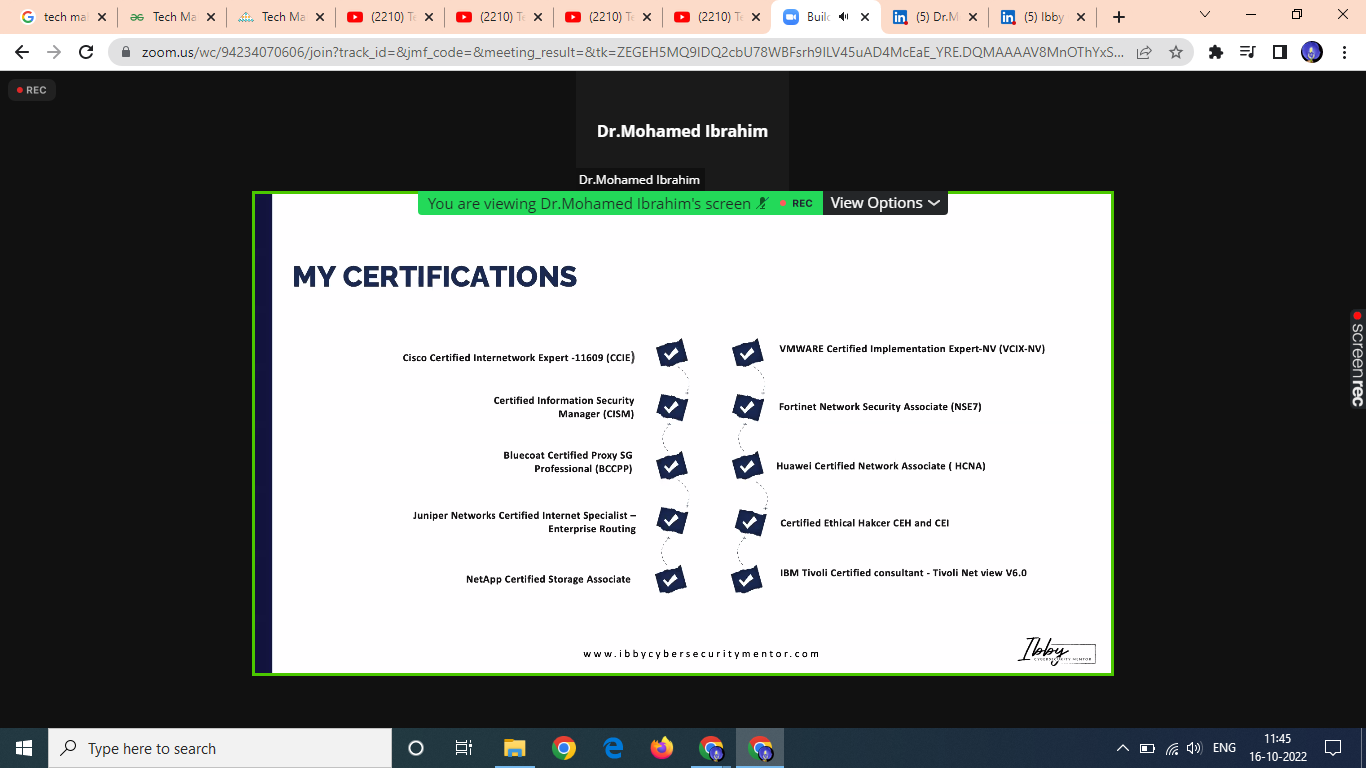 tech mal
Tech Ma
Tech Ma
(2210) Te
(2210) Te
(2210) Te
(2210) Te
Build
(5) Dr.M
(5) Ibby
zoom.us/wc/94234070606/join?track_id=&jmf_code=&meeting_result=&tk=ZEGEH5MQ9IDQ2cbU78WBFsrh9ILV45uAD4McEaE_YRE.DQMAAAAV8MnOThYxS...
REC
Dr.Mohamed Ibrahim
Dr.Mohamed Ibrahim
You are viewing Dr.Mohamed Ibrahim's screen
REC
View Options
MY CERTIFICATIONS
Cisco Certified Internetwork Expert -11609 (CCIE)
Certified Information Security
Manager (CISM)
Bluecoat Certified Proxy SG
Professional (BCCPP)
Juniper Networks Certified Internet Specialist –
Enterprise Routing
NetApp Certified Storage Associate
VMWARE Certified Implementation Expert-NV (VCIX-NV)
Fortinet Network Security Associate (NSE7)
Huawei Certified Network Associate ( HCNA)
Certified Ethical Hakcer CEH and CEI
IBM Tivoli Certified consultant - Tivoli Net view V6.0
www.ibbycybersecuritymentor.com
Ibby
CYBERSECURITY MENTOR
screenrec
Type here to search
ENG
11:45
16-10-2022